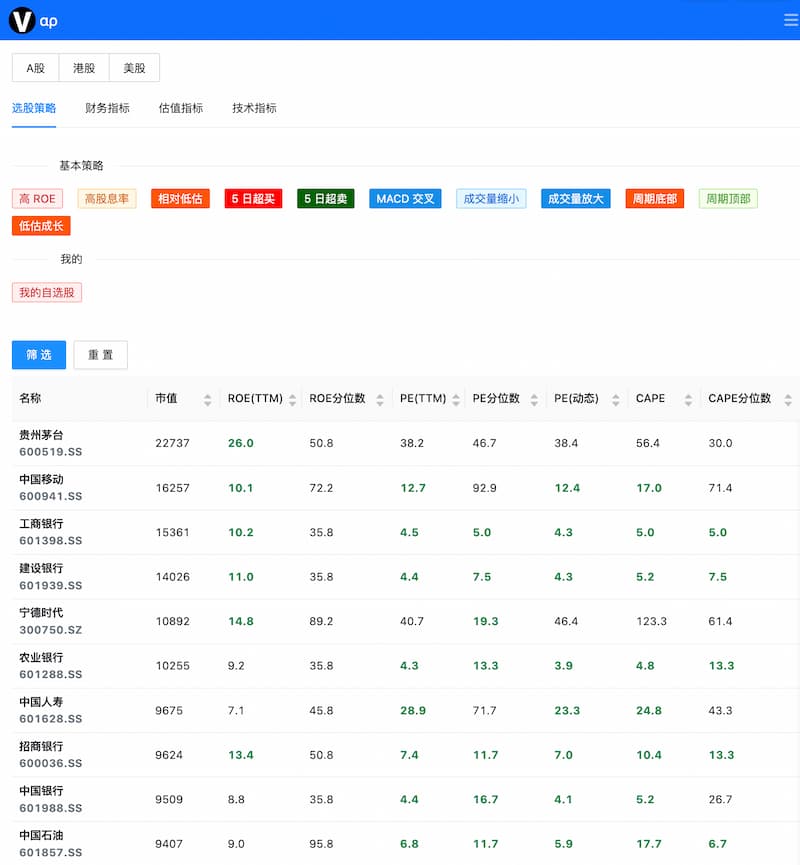 V ap
A股 港股 美股
选股策略 财务指标 估值指标 技术指标
基本策略
高 ROE 高股息率 相对低估 5 日超买 5 日超卖 MACD 交叉 成交量缩小 成交量放大 周期底部 周期顶部
低估成长
我的
我的自选股
筛 选 重 置
名称 市值 ROE(TTM) ROE分位数 PE(TTM) PE分位数 PE(动态) CAPE CAPE分位数
贵州茅台
600519.SS 22737 26.0 50.8 38.2 46.7 38.4 56.4 30.0
中国移动
600941.SS 16257 10.1 72.2 12.7 92.9 12.4 17.0 71.4
工商银行
601398.SS 15361 10.2 35.8 4.5 5.0 4.3 5.0 5.0
建设银行
601939.SS 14026 11.0 35.8 4.4 7.5 4.3 5.2 7.5
宁德时代
300750.SZ 10892 14.8 89.2 40.7 19.3 46.4 123.3 61.4
农业银行
601288.SS 10255 9.2 35.8 4.3 13.3 3.9 4.8 13.3
中国人寿
601628.SS 9675 7.1 45.8 28.9 71.7 23.3 24.8 43.3
招商银行
600036.SS 9624 13.4 50.8 7.4 11.7 7.0 10.4 13.3
中国银行
601988.SS 9509 8.8 35.8 4.4 16.7 4.1 5.2 26.7
中国石油
601857.SS 9407 9.0 95.8 6.8 11.7 5.9 17.7 6.7